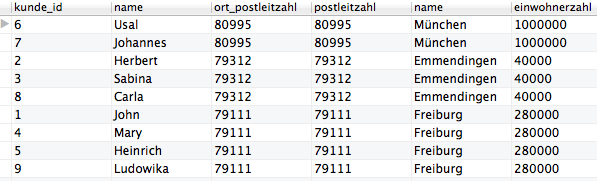 kunde_id name ort_postleitzahl postleitzahl name einwohnerzahl
6 Usal 80995 80995 München 1000000
7 Johannes 80995 80995 München 1000000
2 Herbert 79312 79312 Emmendingen 40000
3 Sabina 79312 79312 Emmendingen 40000
8 Carla 79312 79312 Emmendingen 40000
1 John 79111 79111 Freiburg 280000
4 Mary 79111 79111 Freiburg 280000
5 Heinrich 79111 79111 Freiburg 280000
9 Ludowika 79111 79111 Freiburg 280000